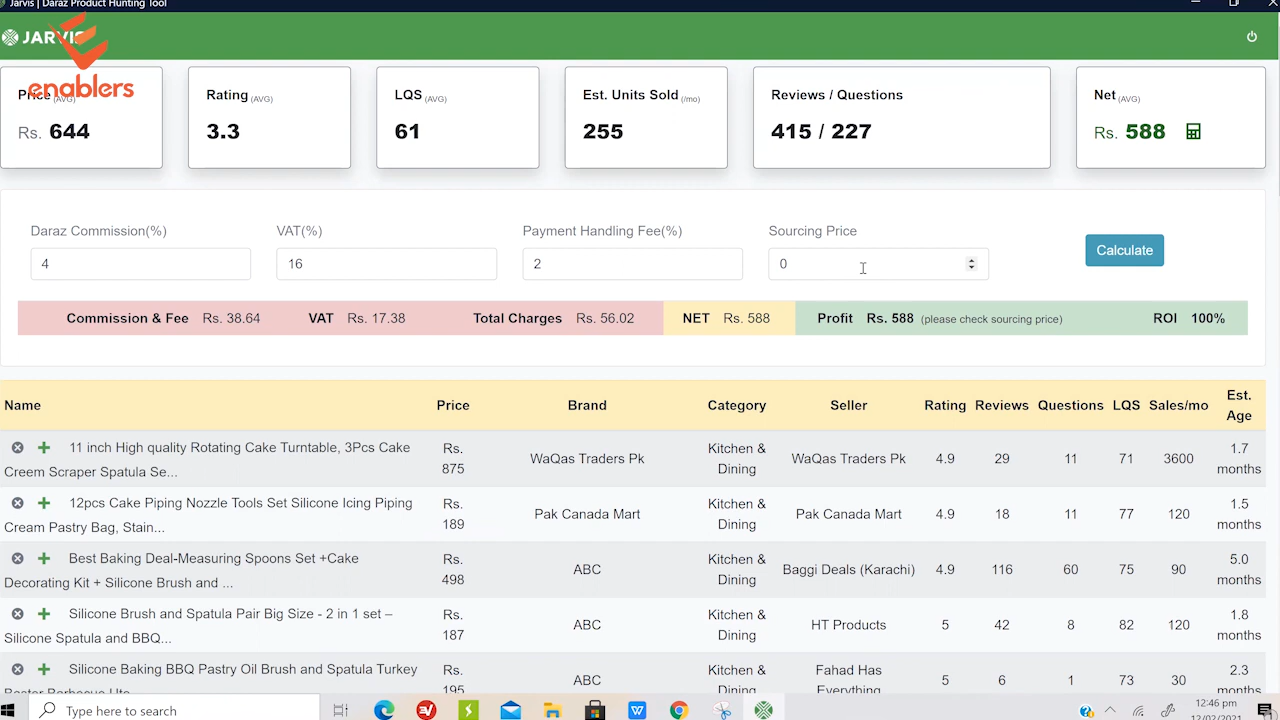 Jarvis | Daraz Product Hunting Tool
JARVIS
enablers
Price (AVG)
Rs. 644
Rating (AVG)
3.3
LQS (AVG)
61
Est. Units Sold (/mo)
255
Reviews / Questions
415 / 227
Net (AVG)
Rs. 588
Daraz Commission(%)
4
VAT(%)
16
Payment Handling Fee(%)
2
Sourcing Price
0
Calculate
Commission & Fee Rs. 38.64 VAT Rs. 17.38 Total Charges Rs. 56.02 NET Rs. 588 Profit Rs. 588 (please check sourcing price) ROI 100%
Name Price Brand Category Seller Rating Reviews Questions LQS Sales/mo Est. Age
11 inch High quality Rotating Cake Turntable, 3Pcs Cake
Creem Scraper Spatula Se...
Rs.
875
WaQas Traders Pk
Kitchen &
Dining
WaQas Traders Pk
4.9 29 11 71 3600
1.7
months
12pcs Cake Piping Nozzle Tools Set Silicone Icing Piping
Cream Pastry Bag, Stain...
Rs.
189
Pak Canada Mart
Kitchen &
Dining
Pak Canada Mart
4.9 18 11 77 120
1.5
months
Best Baking Deal-Measuring Spoons Set +Cake
Decorating Kit + Silicone Brush and ...
Rs.
498
ABC
Kitchen &
Dining
Baggi Deals (Karachi)
4.9 116 60 75 90
5.0
months
Silicone Brush and Spatula Pair Big Size - 2 in 1 set –
Silicone Spatula and BBQ...
Rs.
187
ABC
Kitchen &
Dining
HT Products
5 42 8 82 120
1.8
months
Silicone Baking BBQ Pastry Oil Brush and Spatula Turkey
Baster Barbecue Ute...
Rs.
195
ABC
Kitchen &
Dining
Fahad Has
Everything
5 6 1 73 30
2.3
months
Type here to search
12:46 pm
12/02/2021